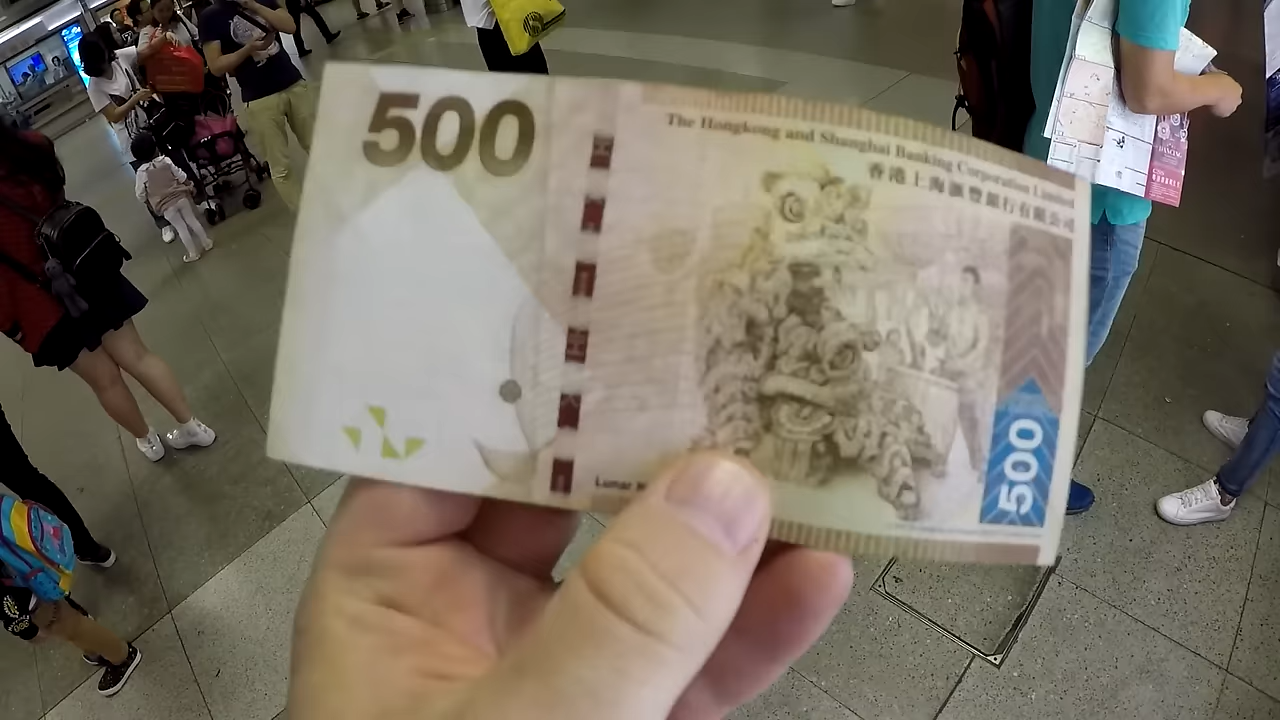 500
The Hongkong and Shanghai Banking Corporation Limited
香港上海滙豐銀行有限公司
500
Lunar